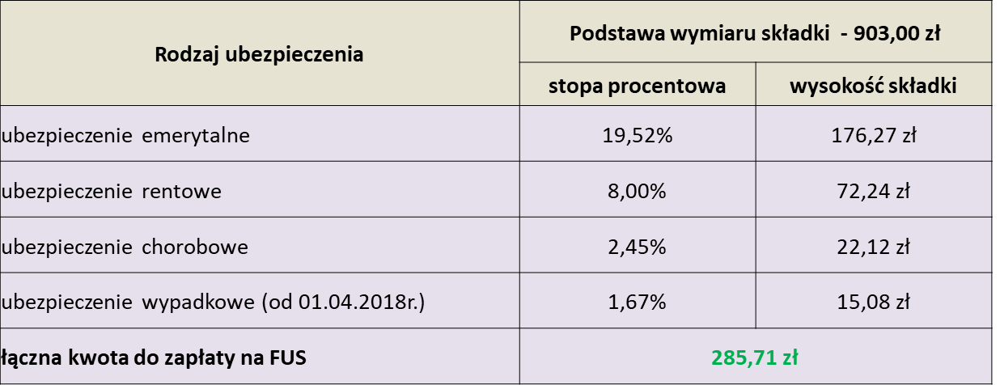 Rodzaj ubezpieczenia
Podstawa wymiaru składki - 903,00 zł
stopa procentowa
wysokość składki
ubezpieczenie emerytalne
19,52%
176,27 zł
ubezpieczenie rentowe
8,00%
72,24 zł
ubezpieczenie chorobowe
2,45%
22,12 zł
ubezpieczenie wypadkowe (od 01.04.2018r.)
1,67%
15,08 zł
łączna kwota do zapłaty na FUS
285,71 zł